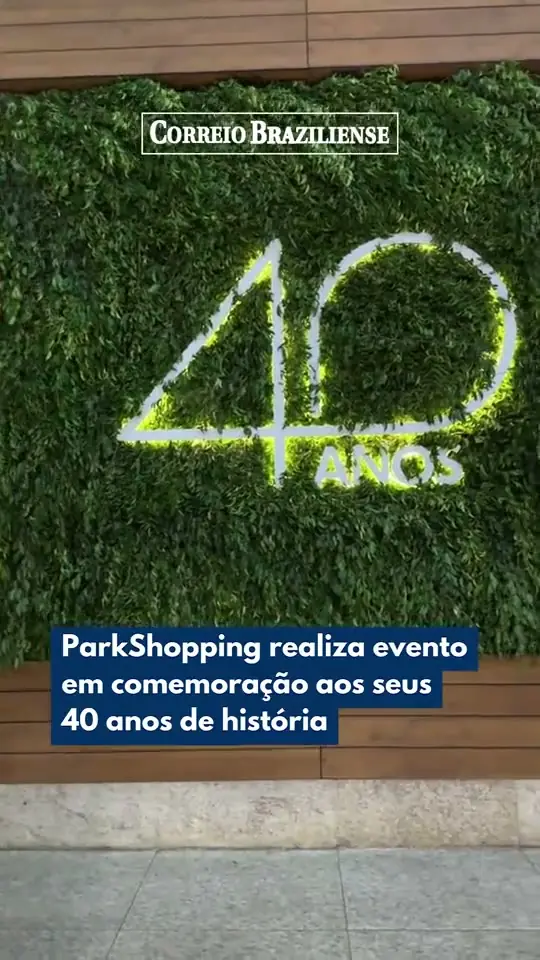 CORREIO BRAZILIENSE
40
ANOS
ParkShopping realiza evento
em comemoração aos seus
40 anos de história